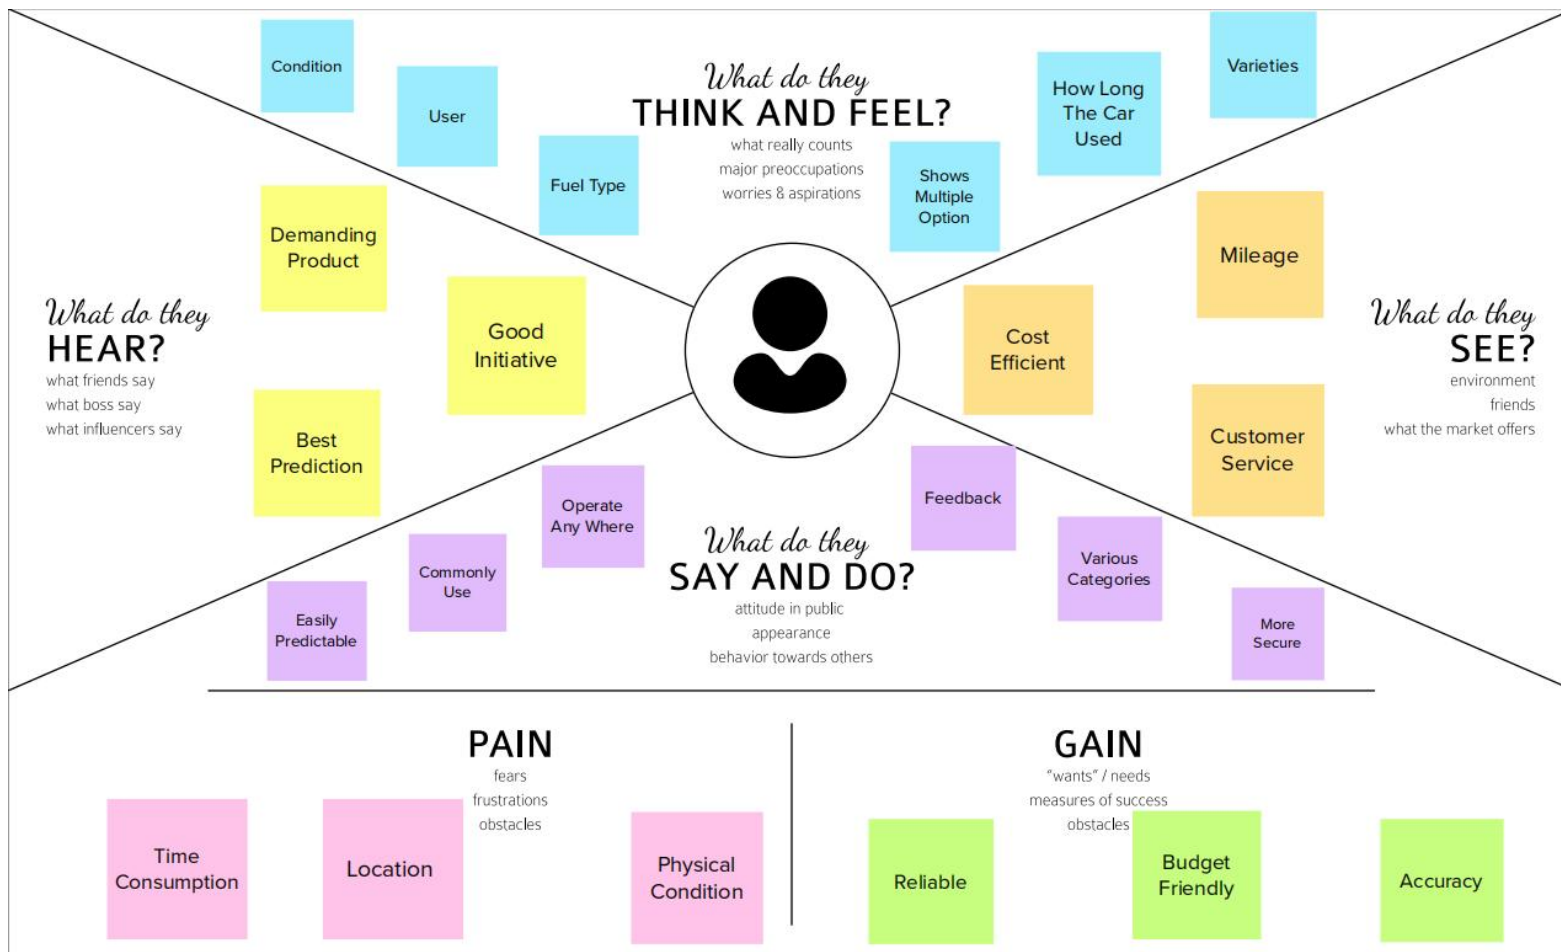 Condition
User
Fuel Type
What do they
THINK AND FEEL?
what really counts
major preoccupations
worries & aspirations
Shows
Multiple
Option
How Long
The Car
Used
Varieties
What do they
HEAR?
what friends say
what boss say
what influencers say
Demanding
Product
Good
Initiative
Best
Prediction
Cost
Efficient
Mileage
Customer
Service
What do they
SEE?
environment
friends
what the market offers
Easily
Predictable
Commonly
Use
Operate
Any Where
What do they
SAY AND DO?
attitude in public
appearance
behavior towards others
Feedback
Various
Categories
More
Secure
PAIN
fears
frustrations
obstacles
Time
Consumption
Location
Physical
Condition
GAIN
"wants" / needs
measures of success
obstacles
Reliable
Budget
Friendly
Accuracy